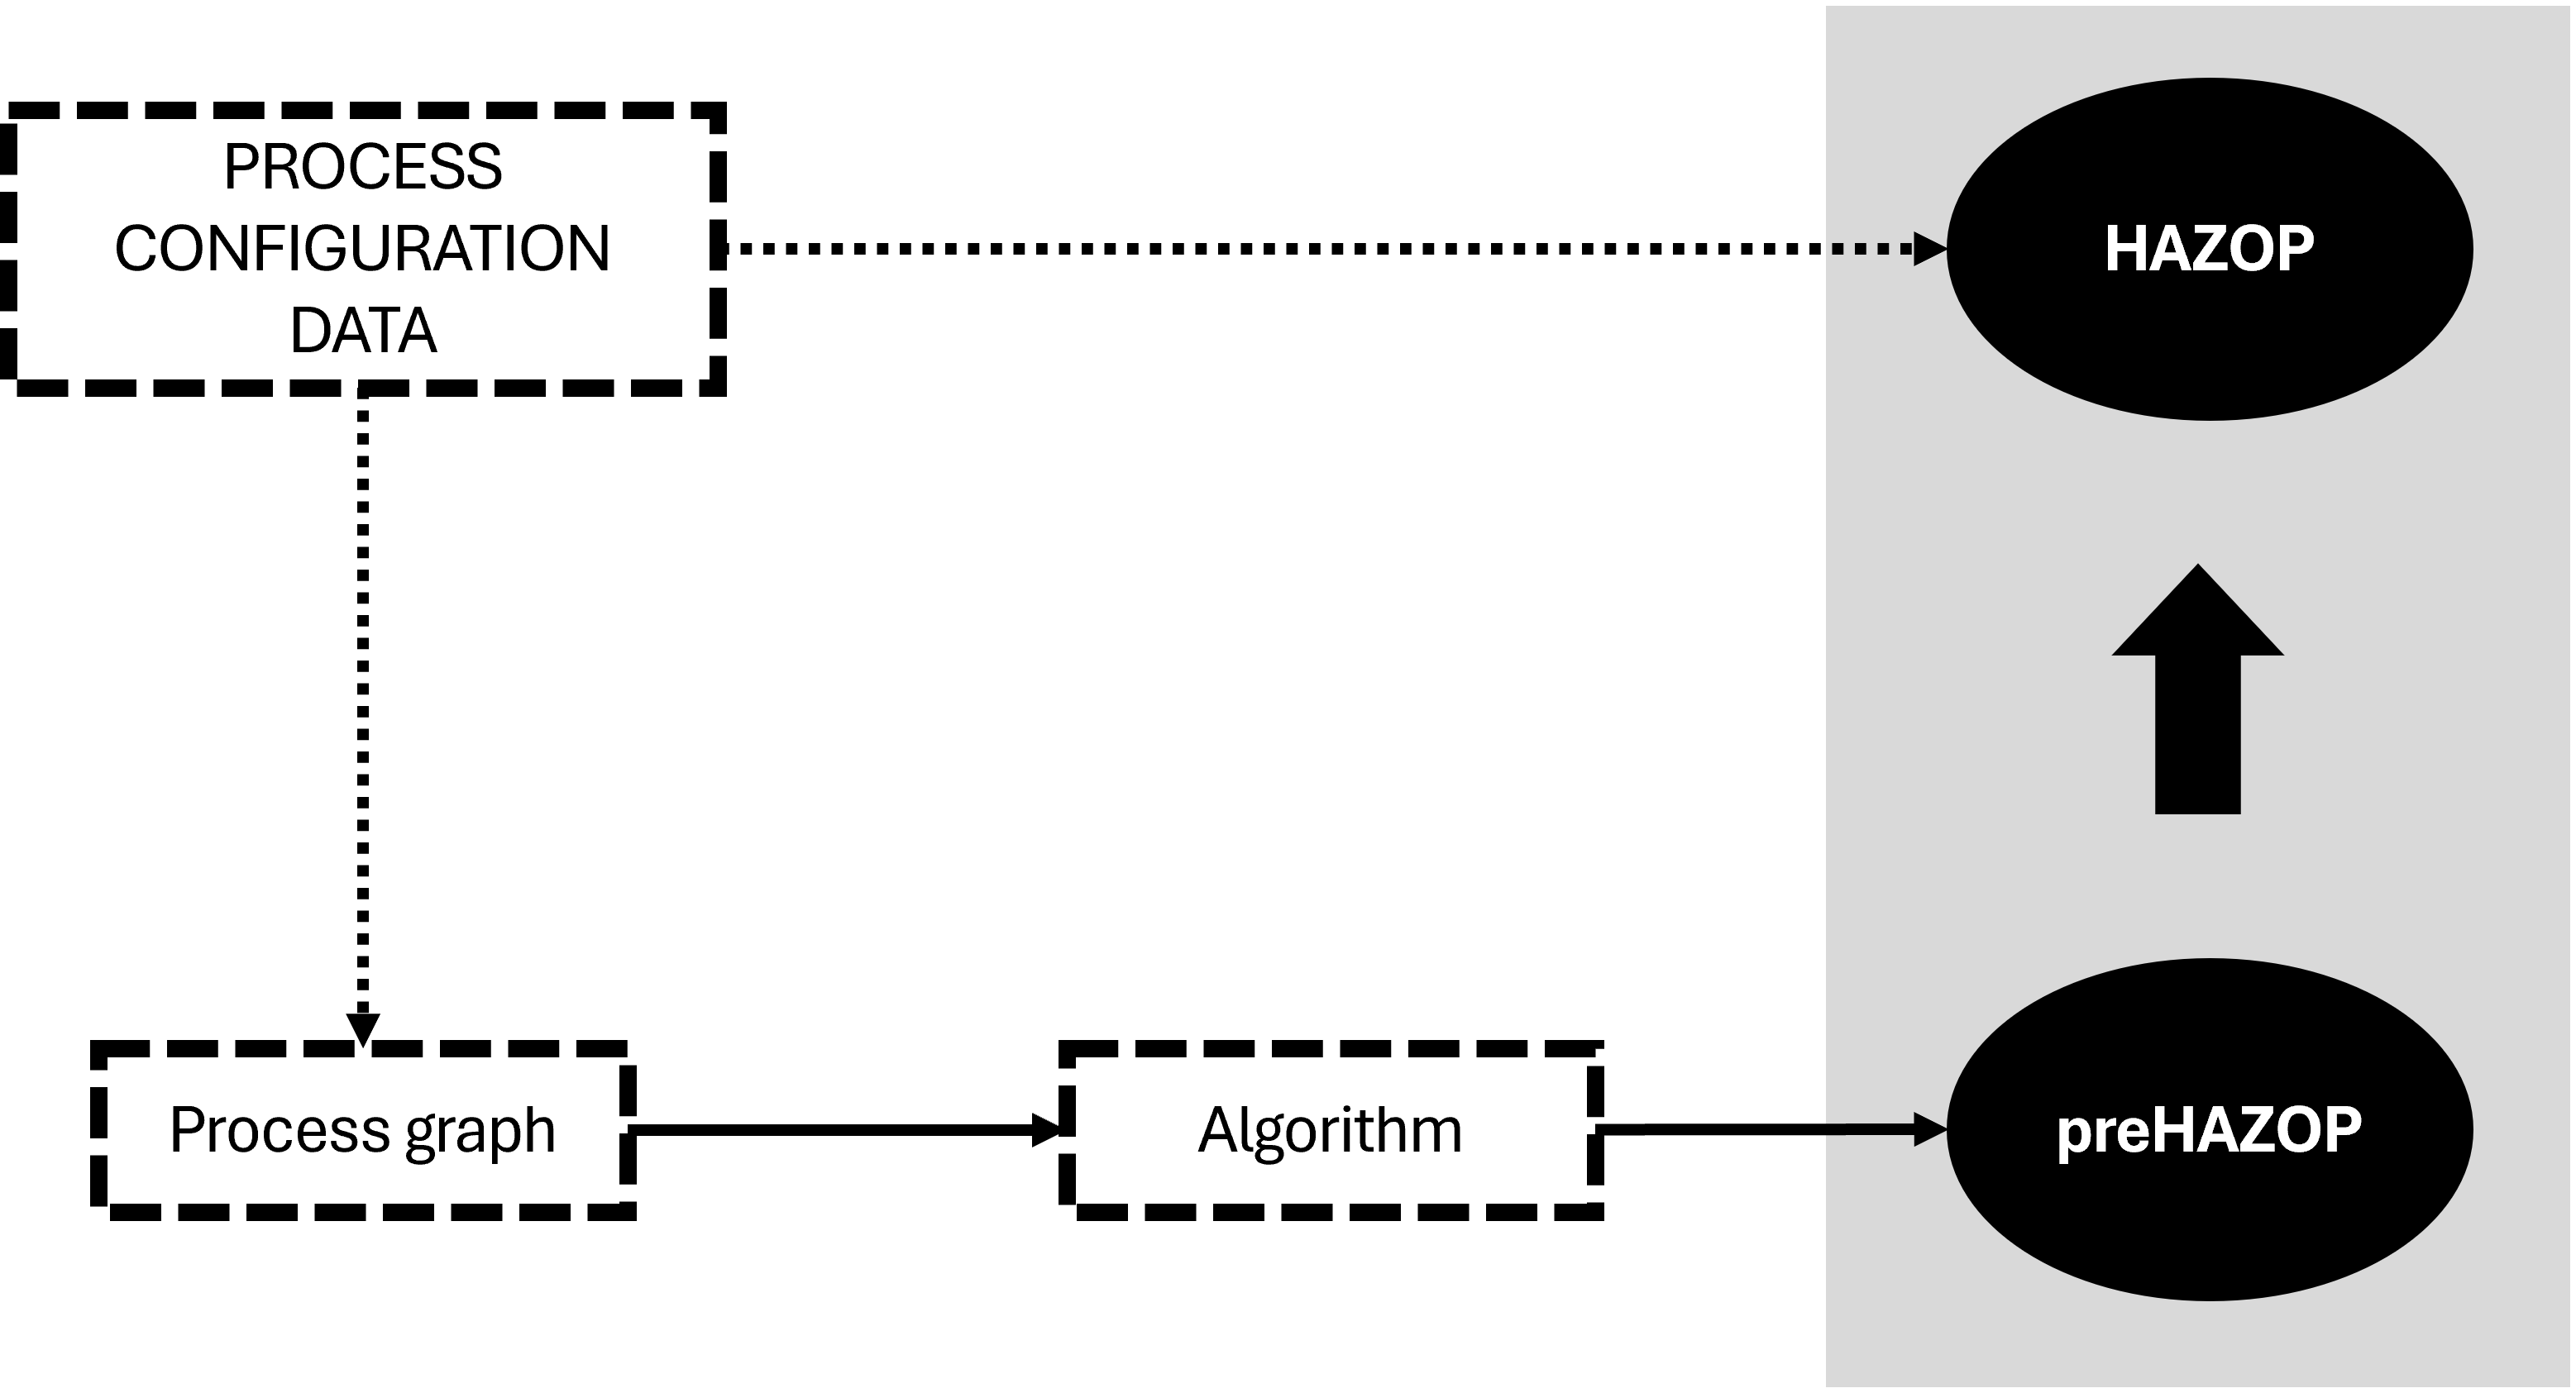 PROCESS
CONFIGURATION
DATA
HAZOP
Process graph
Algorithm
preHAZOP